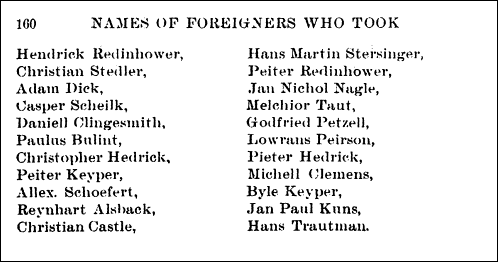 160 NAMES OF FOREIGNERS WHO TOOK
Hendrick Redinhower,
Christian Stedler,
Adam Dick,
Casper Scheilk,
Daniell Clingesmith,
Paulus Bulint,
Christopher Hedrick,
Peiter Keyper,
Allex. Schoefert,
Reynhart Alsback,
Christian Castle,
Hans Martin Stersinger,
Peiter Redinhower,
Jan Nichol Nagle,
Melchior Taut,
Godfried Petzell,
Lowrans Peirson,
Pieter Hedrick,
Michell Clemens,
Byle Keyper,
Jan Paul Kuns,
Hans Trautman.